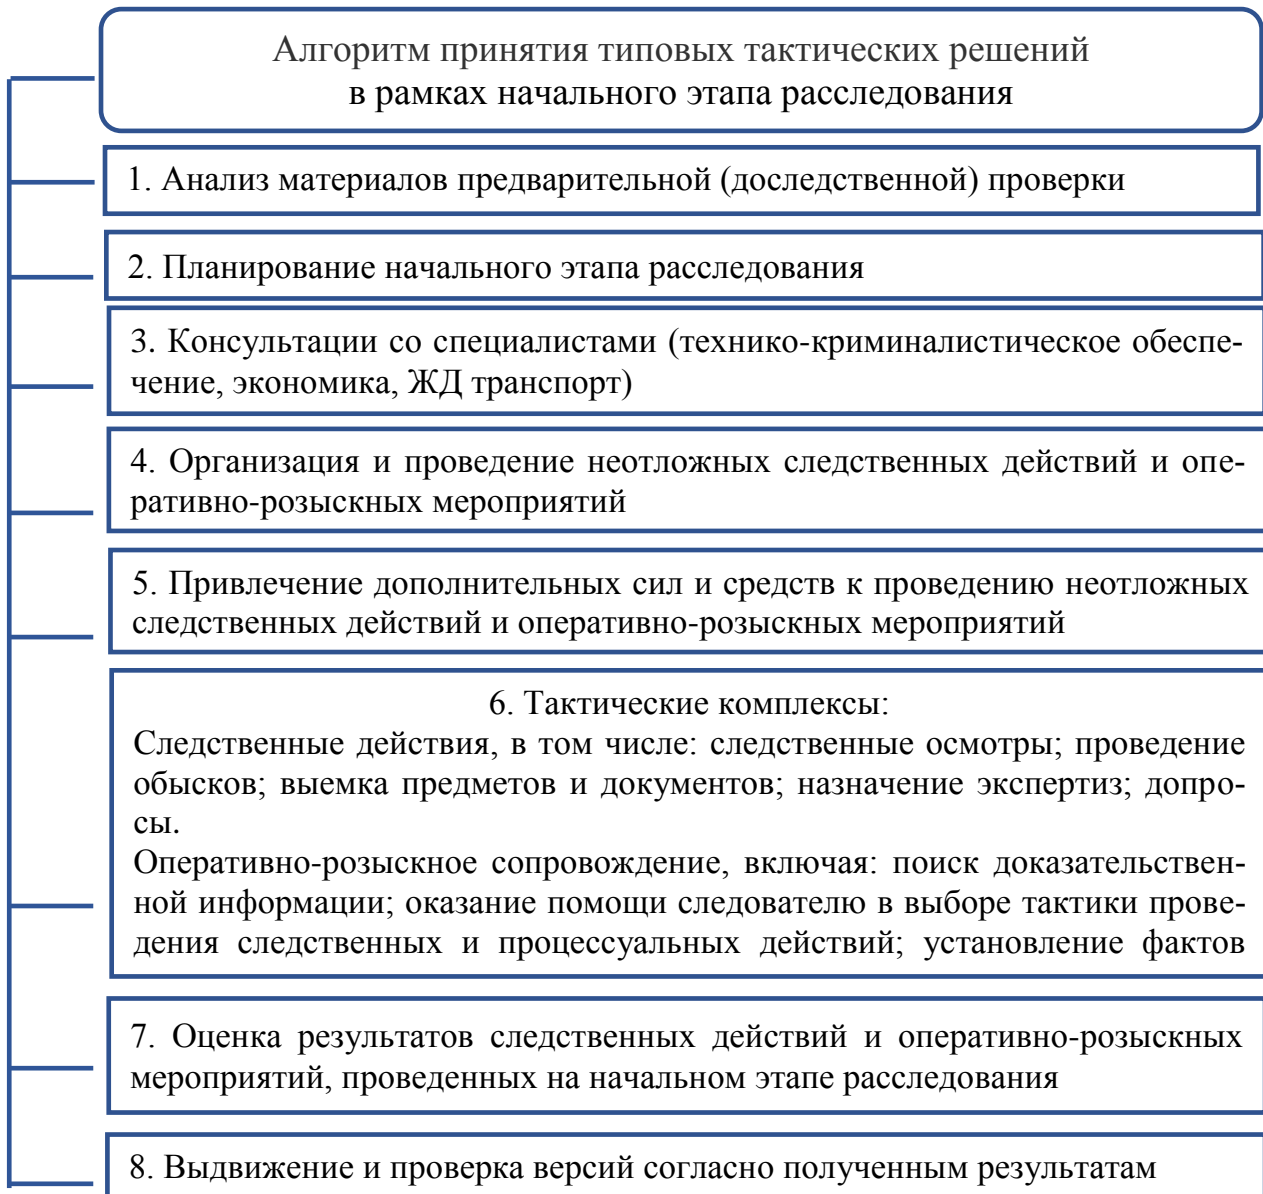 Алгоритм принятия типовых тактических решений
в рамках начального этапа расследования
1. Анализ материалов предварительной (доследственной) проверки
2. Планирование начального этапа расследования
3. Консультации со специалистами (технико-криминалистическое обеспе-
чение, экономика, ЖД транспорт)
4. Организация и проведение неотложных следственных действий и опе-
ративно-розыскных мероприятий
5. Привлечение дополнительных сил и средств к проведению неотложных
следственных действий и оперативно-розыскных мероприятий
6. Тактические комплексы:
Следственные действия, в том числе: следственные осмотры; проведение
обысков; выемка предметов и документов; назначение экспертиз; допро-
сы.
Оперативно-розыскное сопровождение, включая: поиск доказательствен-
ной информации; оказание помощи следователю в выборе тактики прове-
дения следственных и процессуальных действий; установление фактов
7. Оценка результатов следственных действий и оперативно-розыскных
мероприятий, проведенных на начальном этапе расследования
8. Выдвижение и проверка версий согласно полученным результатам